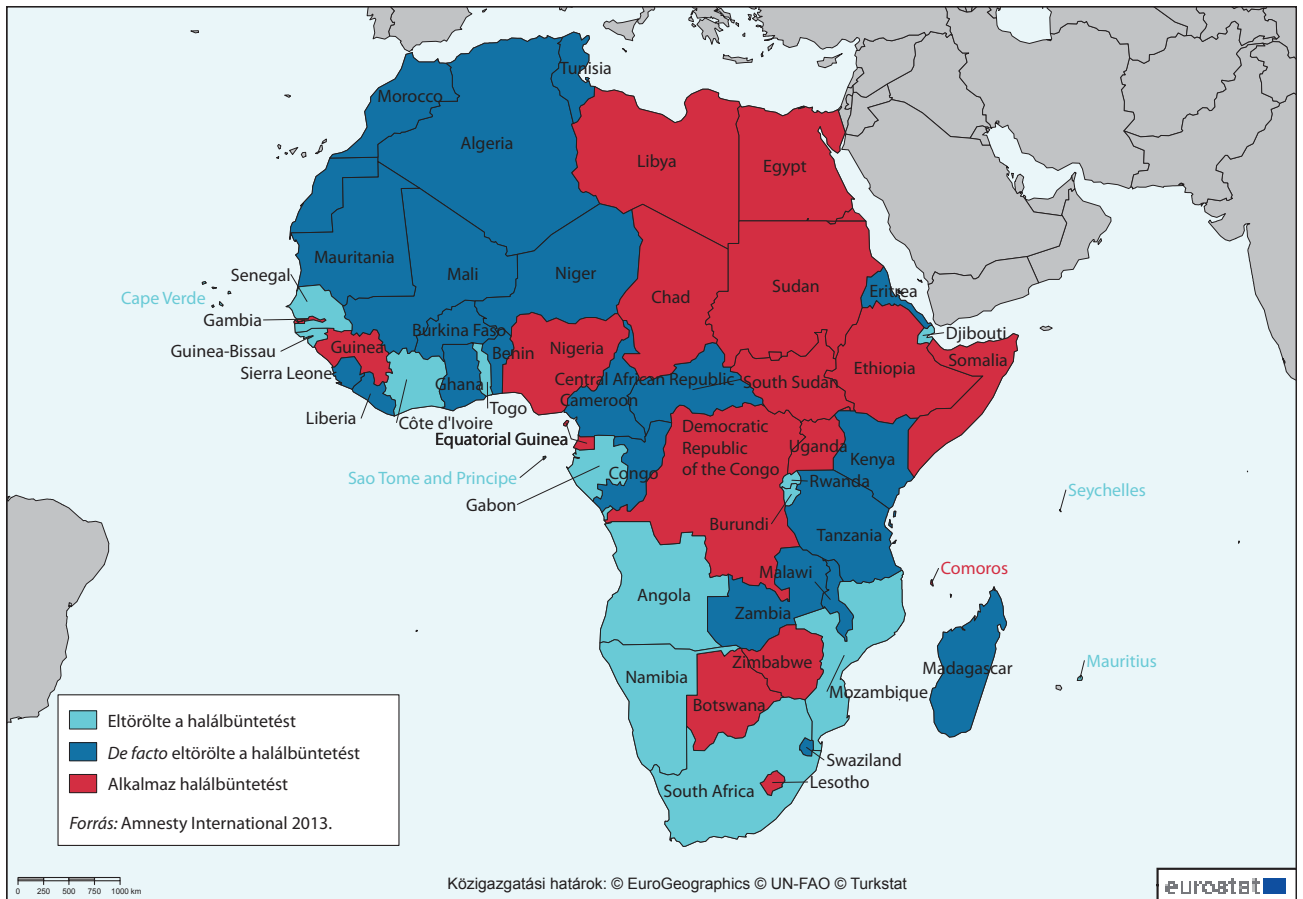 Tunisia
Morocco
Algeria
Libya
Egypt
Mauritania
Mali
Niger
Senegal
Cape Verde
Chad
Sudan
Eritrea
Gambia
Burkina Faso
Djibouti
Guinea-Bissau
Guinea
Benin
Nigeria
Somalia
Sierra Leone
Ghana
Central African Republic
South Sudan
Ethiopia
Liberia
Côte d'Ivoire
Togo
Cameroon
Equatorial Guinea
Democratic
Republic
of the Congo
Uganda
Kenya
Sao Tome and Principe
Congo
Rwanda
Gabon
Seychelles
Burundi
Tanzania
Malawi
Comoros
Angola
Zambia
Zimbabwe
Mauritius
Namibia
Madagascar
Mozambique
Botswana
Swaziland
Lesotho
South Africa
Eltörölte a halálbüntetést
De facto eltörölte a halálbüntetést
Alkalmaz halálbüntetést
Forrás: Amnesty International 2013.
0 250 500 750 1000 km
Közigazgatási határok: © EuroGeographics © UN-FAO © Turkstat
eurostat